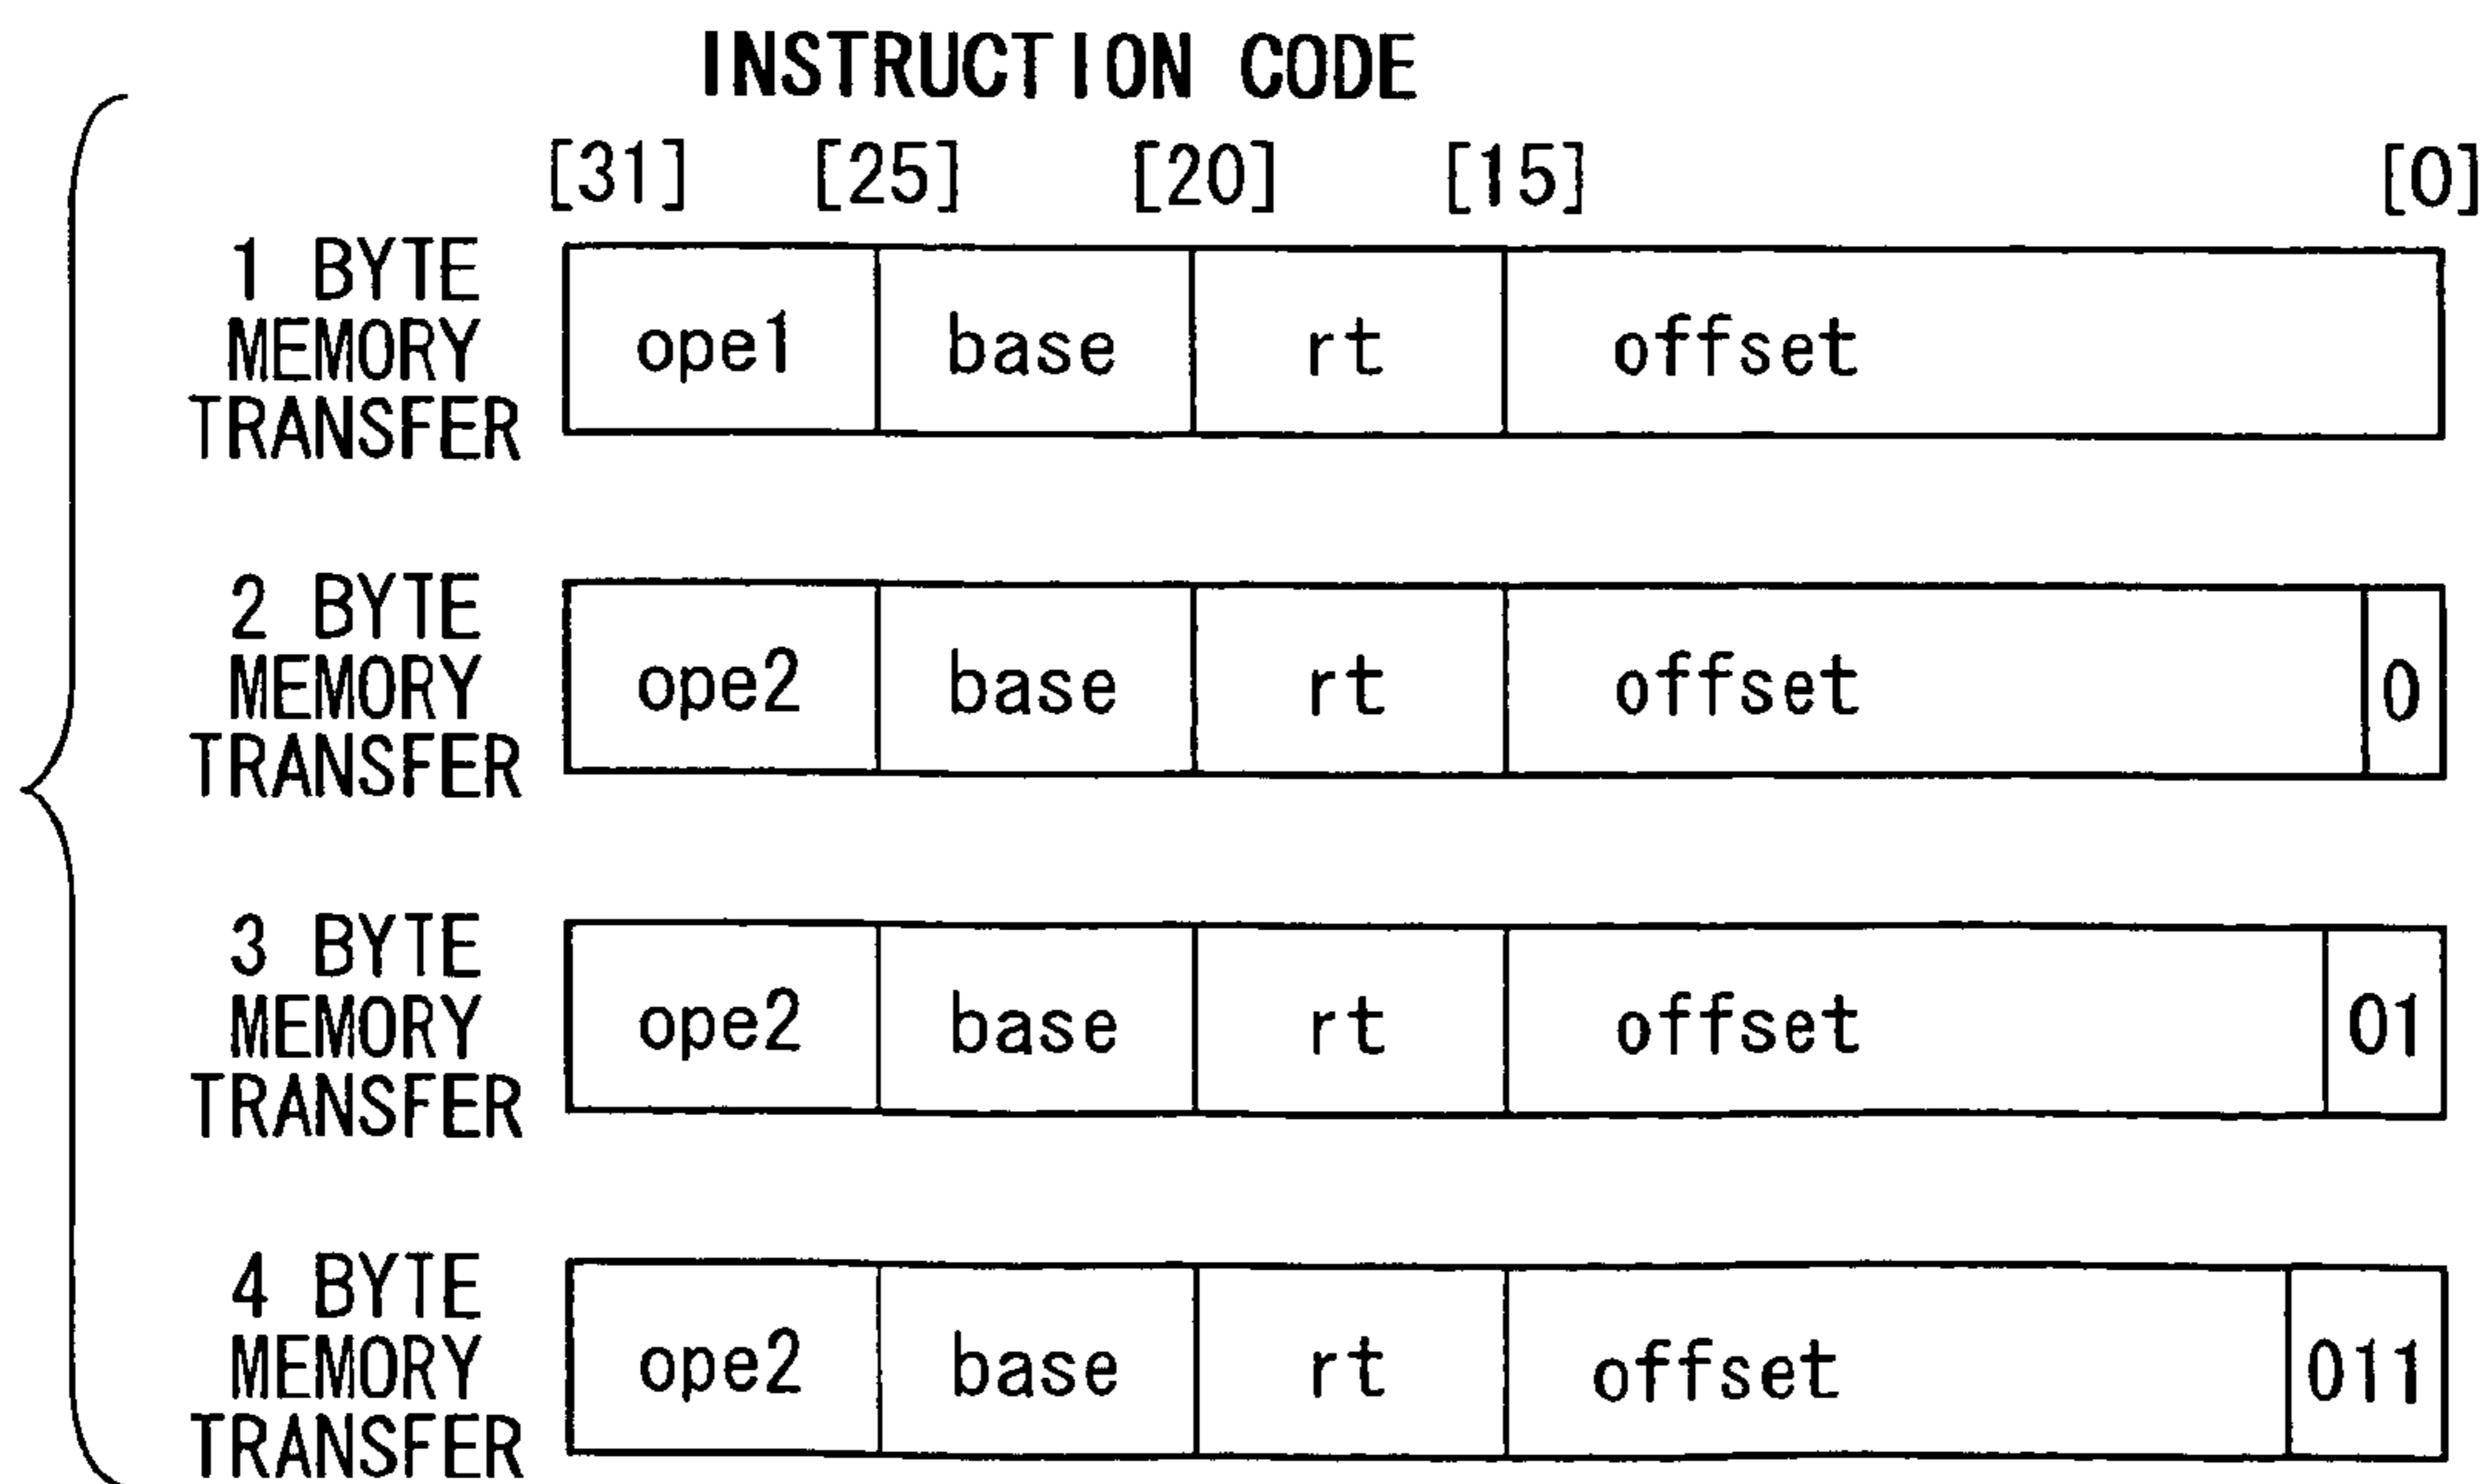 INSTRUCTION CODE
[31] [25] [20] [15] [0]
1 BYTE
MEMORY
TRANSFER
ope1 base rt offset
2 BYTE
MEMORY
TRANSFER
ope2 base rt offset 0
3 BYTE
MEMORY
TRANSFER
ope2 base rt offset 01
4 BYTE
MEMORY
TRANSFER
ope2 base rt offset 011